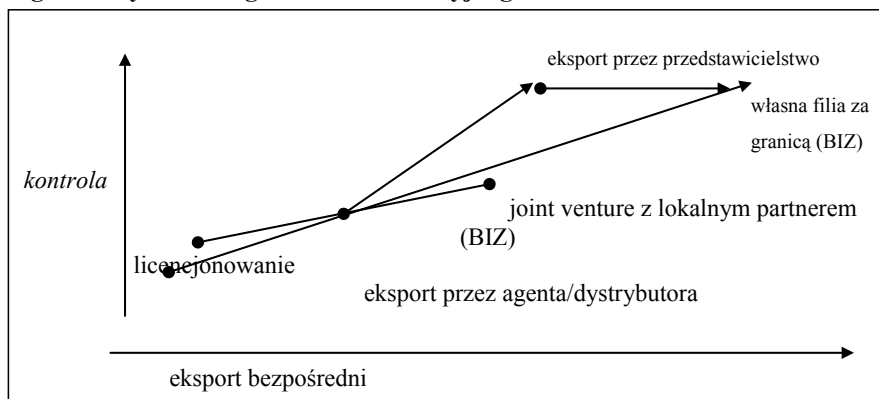 eksport przez przedstawicielstwo
własna filia za
granicą (BIZ)
kontrola
joint venture z lokalnym partnerem
(BIZ)
licencjonowanie
eksport przez agenta/dystrybutora
eksport bezpośredni